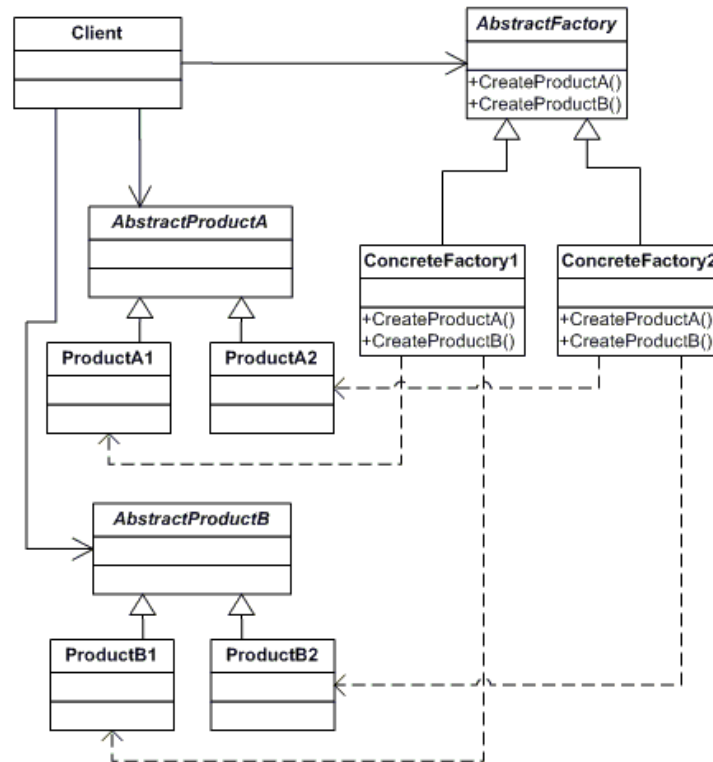 Client
AbstractFactory
+CreateProductA()
+CreateProductB()
AbstractProductA
ConcreteFactory1
+CreateProductA()
+CreateProductB()
ConcreteFactory2
+CreateProductA()
+CreateProductB()
ProductA1
ProductA2
AbstractProductB
ProductB1
ProductB2